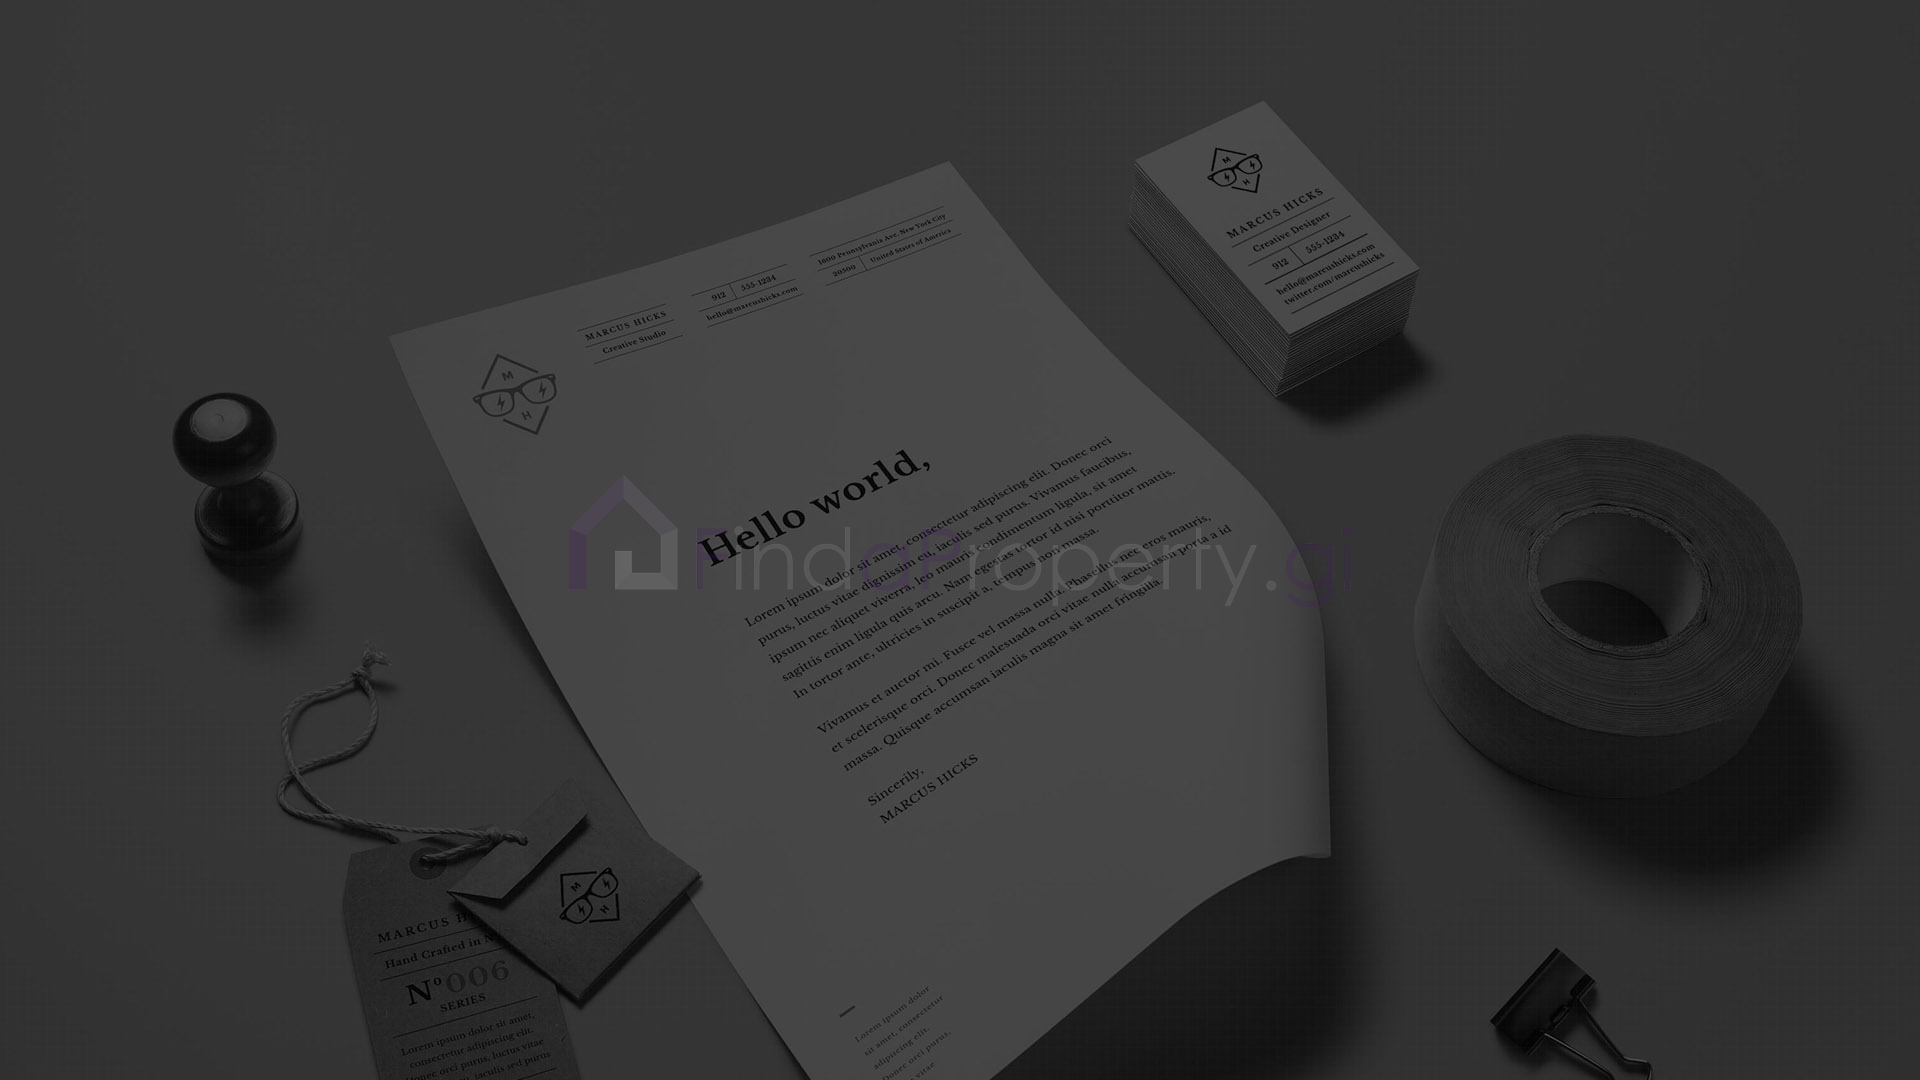 MARCUS HICKS
Creative Studio
912 555-1234
hello@marcushicks.com
1600 Pennsylvania Ave, New York City
20500 United States of America
M
H
Hello world,
Lorem ipsum dolor sit amet, consectetur adipiscing elit. Donec orci
purus, luctus vitae dignissim eu, iaculis sed purus. Vivamus faucibus,
ipsum nec aliquet viverra, leo mauris condimentum ligula, sit amet
sagittis enim ligula quis arcu. Nam egestas tortor id nisi porttitor mattis.
In tortor ante, ultricies in suscipit a, tempus non massa.
Vivamus et auctor mi. Fusce vel massa nulla. Phasellus nec eros mauris,
et scelerisque orci. Donec malesuada orci vitae nulla accumsan porta a id
massa. Quisque accumsan iaculis magna sit amet fringilla.
Sincerily,
MARCUS HICKS
Lorem ipsum dolor
sit amet, consectetur
adipiscing elit.
Donec orci purus,
vitae
M
H
MARCUS HICKS
Creative Designer
912 555-1234
hello@marcushicks.com
twitter.com/marcushicks
FindaProperty.gi
M
H
MARCUS H
Hand Crafted in N
Nº006
SERIES
Lorem ipsum dolor sit amet,
consectetur adipiscing elit.
Donec orci purus, luctus vitae
eu, iaculis sed purus